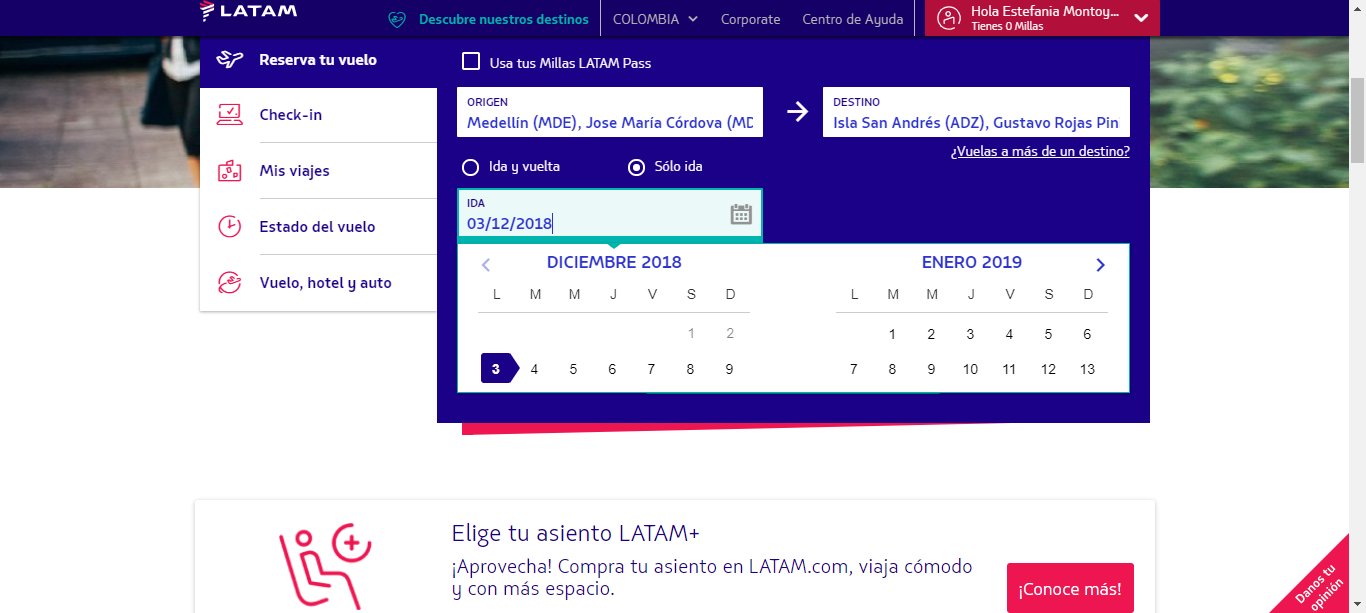 LATAM
Descubre nuestros destinos
COLOMBIA
Corporate
Centro de Ayuda
Hola Estefania Montoy...
Tienes 0 Millas
Reserva tu vuelo
Check-in
Mis viajes
Estado del vuelo
Vuelo, hotel y auto
Usa tus Millas LATAM Pass
ORIGEN
Medellín (MDE), Jose María Córdova (MD
DESTINO
Isla San Andrés (ADZ), Gustavo Rojas Pin
¿Vuelas a más de un destino?
Ida y vuelta
Sólo ida
IDA
03/12/2018
DICIEMBRE 2018
L M M J V S D
1 2
3 4 5 6 7 8 9
ENERO 2019
L M M J V S D
1 2 3 4 5 6
7 8 9 10 11 12 13
Elige tu asiento LATAM+
¡Aprovecha! Compra tu asiento en LATAM.com, viaja cómodo
y con más espacio.
¡Conoce más!
Danos tu
opinión